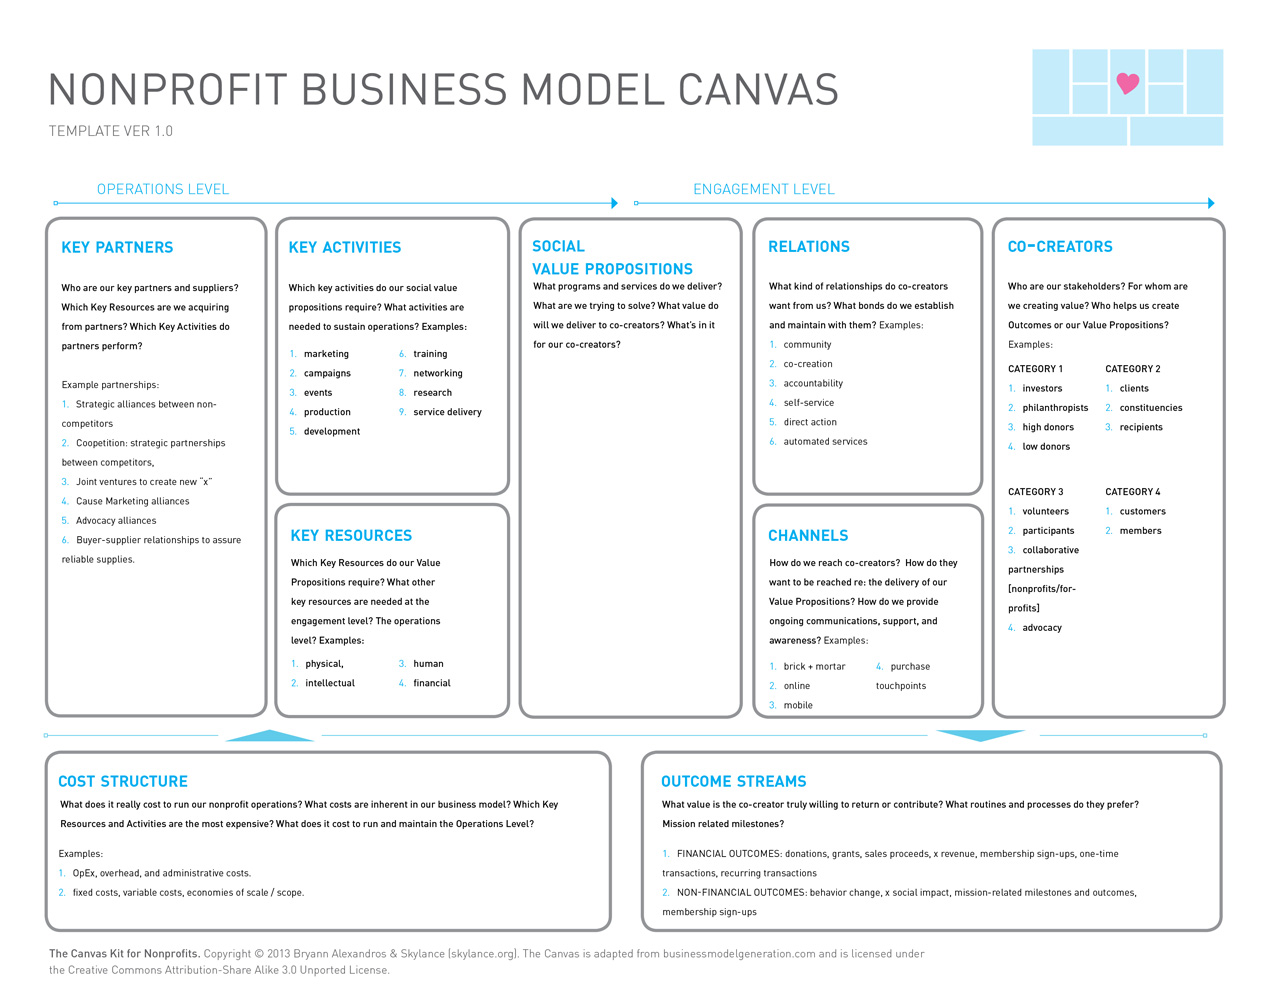 NONPROFIT BUSINESS MODEL CANVAS
TEMPLATE VER 1.0
OPERATIONS LEVEL
ENGAGEMENT LEVEL
KEY PARTNERS
Who are our key partners and suppliers?
Which Key Resources are we acquiring
from partners? Which Key Activities do
partners perform?
Example partnerships:
1. Strategic alliances between non-
competitors
2. Coopetition: strategic partnerships
between competitors,
3. Joint ventures to create new "x"
4. Cause Marketing alliances
5. Advocacy alliances
6. Buyer-supplier relationships to assure
reliable supplies.
KEY ACTIVITIES
Which key activities do our social value
propositions require? What activities are
needed to sustain operations? Examples:
1. marketing
2. campaigns
3. events
4. production
5. development
6. training
7. networking
8. research
9. service delivery
KEY RESOURCES
Which Key Resources do our Value
Propositions require? What other
key resources are needed at the
engagement level? The operations
level? Examples:
1. physical,
2. intellectual
3. human
4. financial
SOCIAL
VALUE PROPOSITIONS
What programs and services do we deliver?
What are we trying to solve? What value do
will we deliver to co-creators? What's in it
for our co-creators?
RELATIONS
What kind of relationships do co-creators
want from us? What bonds do we establish
and maintain with them? Examples:
1. community
2. co-creation
3. accountability
4. self-service
5. direct action
6. automated services
CHANNELS
How do we reach co-creators? How do they
want to be reached re: the delivery of our
Value Propositions? How do we provide
ongoing communications, support, and
awareness? Examples:
1. brick + mortar
2. online
3. mobile
4. purchase
touchpoints
CO-CREATORS
Who are our stakeholders? For whom are
we creating value? Who helps us create
Outcomes or our Value Propositions?
Examples:
CATEGORY 1
1. investors
2. philanthropists
3. high donors
4. low donors
CATEGORY 2
1. clients
2. constituencies
3. recipients
CATEGORY 3
1. volunteers
2. participants
3. collaborative
partnerships
[nonprofits/for-
profits]
4. advocacy
CATEGORY 4
1. customers
2. members
COST STRUCTURE
What does it really cost to run our nonprofit operations? What costs are inherent in our business model? Which Key
Resources and Activities are the most expensive? What does it cost to run and maintain the Operations Level?
Examples:
1. OpEx, overhead, and administrative costs.
2. fixed costs, variable costs, economies of scale / scope.
OUTCOME STREAMS
What value is the co-creator truly willing to return or contribute? What routines and processes do they prefer?
Mission related milestones?
1. FINANCIAL OUTCOMES: donations, grants, sales proceeds, x revenue, membership sign-ups, one-time
transactions, recurring transactions
2. NON-FINANCIAL OUTCOMES: behavior change, x social impact, mission-related milestones and outcomes,
membership sign-ups
The Canvas Kit for Nonprofits. Copyright © 2013 Bryann Alexandros & Skylance [skylance.org]. The Canvas is adapted from businessmodelgeneration.com and is licensed under
the Creative Commons Attribution-Share Alike 3.0 Unported License.